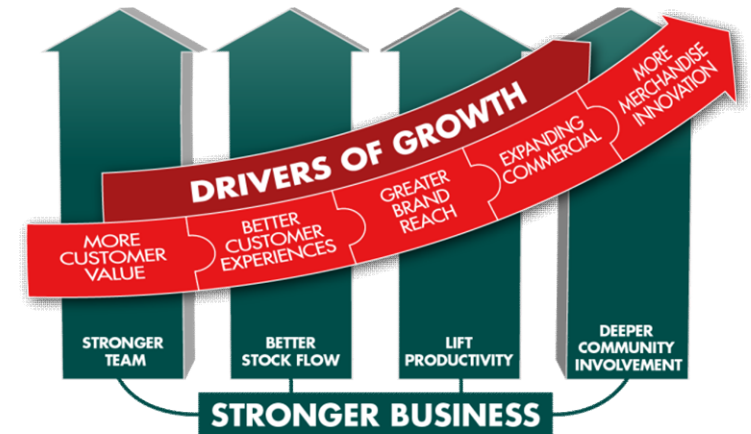 DRIVERS OF GROWTH
MORE
CUSTOMER
VALUE
BETTER
CUSTOMER
EXPERIENCES
GREATER
BRAND
REACH
EXPANDING
COMMERCIAL
MORE
MERCHANDISE
INNOVATION
STRONGER
TEAM
BETTER
STOCK FLOW
LIFT
PRODUCTIVITY
DEEPER
COMMUNITY
INVOLVEMENT
STRONGER BUSINESS